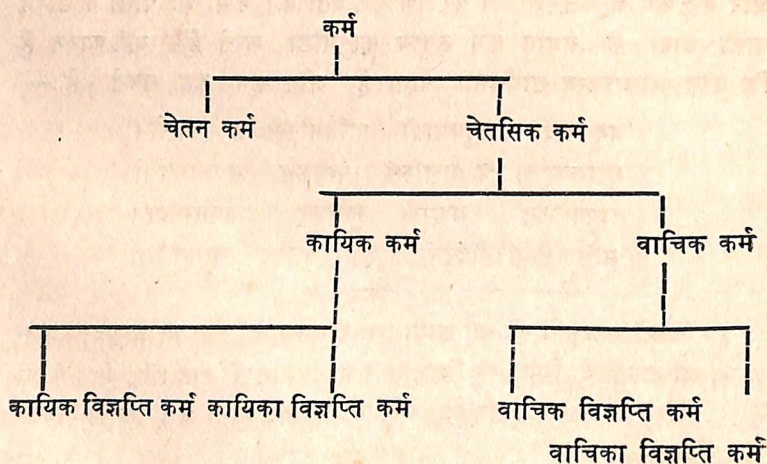 कर्म
चेतन कर्म चेतसिक कर्म
कायिक कर्म वाचिक कर्म
कायिक विज्ञप्ति कर्म कायिका विज्ञप्ति कर्म वाचिक विज्ञप्ति कर्म
वाचिका विज्ञप्ति कर्म